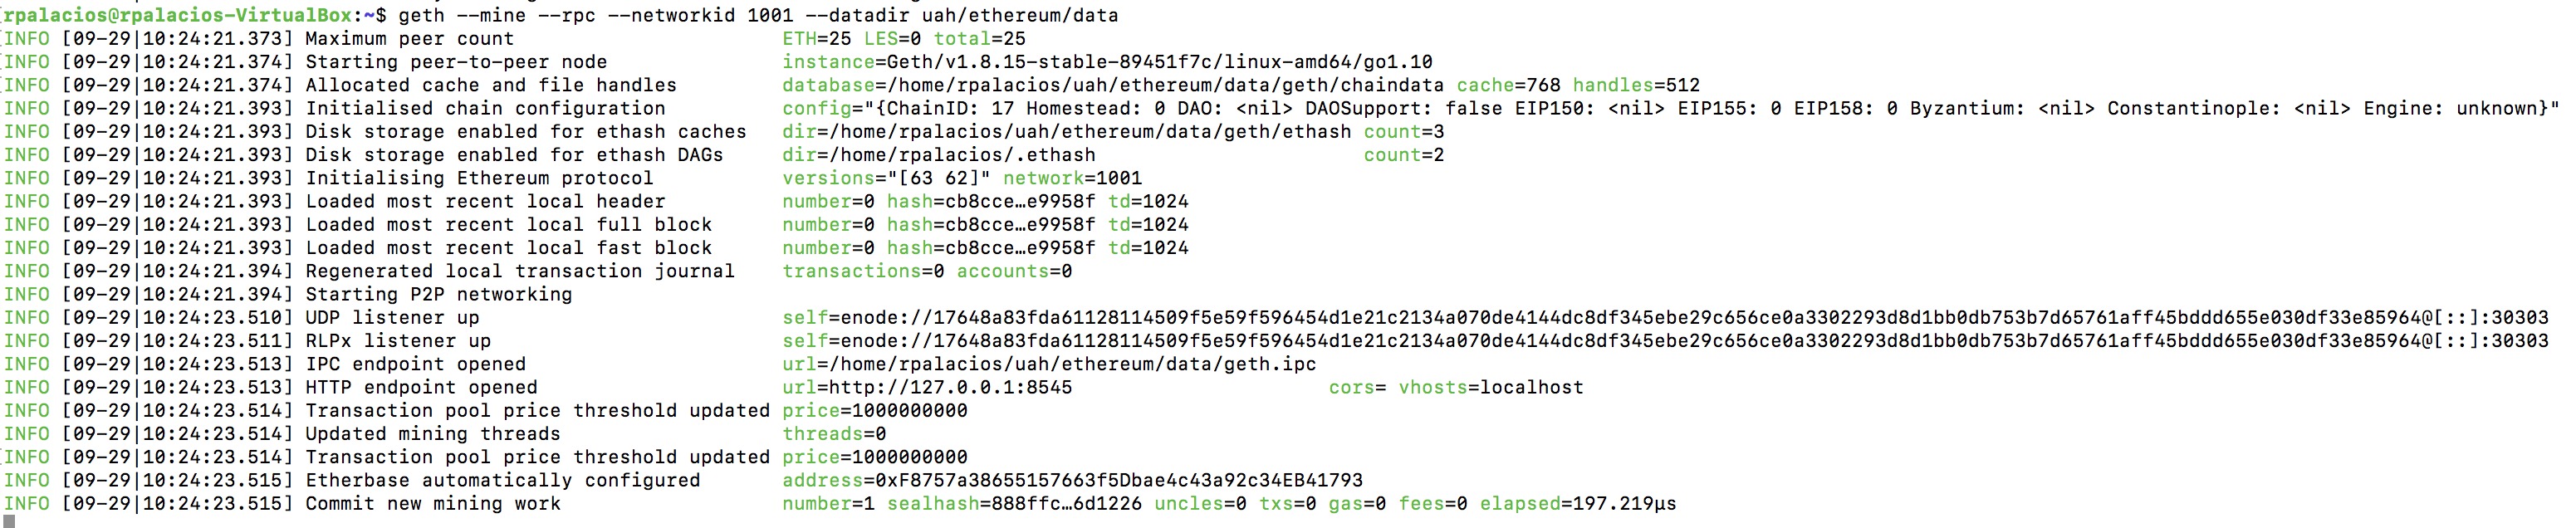 rpalacios@rpalacios-VirtualBox:~$ geth --mine --rpc --networkid 1001 --datadir uah/ethereum/data
INFO [09-29|10:24:21.373] Maximum peer count ETH=25 LES=0 total=25
INFO [09-29|10:24:21.374] Starting peer-to-peer node instance=Geth/v1.8.15-stable-89451f7c/linux-amd64/go1.10
INFO [09-29|10:24:21.374] Allocated cache and file handles database=/home/rpalacios/uah/ethereum/data/geth/chaindata cache=768 handles=512
INFO [09-29|10:24:21.393] Initialised chain configuration config="{ChainID: 17 Homestead: 0 DAO: <nil> DAOSupport: false EIP150: <nil> EIP155: 0 EIP158: 0 Byzantium: <nil> Constantinople: <nil> Engine: unknown}"
INFO [09-29|10:24:21.393] Disk storage enabled for ethash caches dir=/home/rpalacios/uah/ethereum/data/geth/ethash count=3
INFO [09-29|10:24:21.393] Disk storage enabled for ethash DAGs dir=/home/rpalacios/.ethash count=2
INFO [09-29|10:24:21.393] Initialising Ethereum protocol versions="[63 62]" network=1001
INFO [09-29|10:24:21.393] Loaded most recent local header number=0 hash=cb8cce…e9958f td=1024
INFO [09-29|10:24:21.393] Loaded most recent local full block number=0 hash=cb8cce…e9958f td=1024
INFO [09-29|10:24:21.393] Loaded most recent local fast block number=0 hash=cb8cce…e9958f td=1024
INFO [09-29|10:24:21.394] Regenerated local transaction journal transactions=0 accounts=0
INFO [09-29|10:24:21.394] Starting P2P networking
INFO [09-29|10:24:23.510] UDP listener up self=enode://17648a83fda61128114509f5e59f596454d1e21c2134a070de4144dc8df345ebe29c656ce0a3302293d8d1bb0db753b7d65761aff45bddd655e030df33e85964@[::]:30303
INFO [09-29|10:24:23.511] RLPx listener up self=enode://17648a83fda61128114509f5e59f596454d1e21c2134a070de4144dc8df345ebe29c656ce0a3302293d8d1bb0db753b7d65761aff45bddd655e030df33e85964@[::]:30303
INFO [09-29|10:24:23.513] IPC endpoint opened url=/home/rpalacios/uah/ethereum/data/geth.ipc
INFO [09-29|10:24:23.513] HTTP endpoint opened url=http://127.0.0.1:8545 cors= vhosts=localhost
INFO [09-29|10:24:23.514] Transaction pool price threshold updated price=1000000000
INFO [09-29|10:24:23.514] Updated mining threads threads=0
INFO [09-29|10:24:23.514] Transaction pool price threshold updated price=1000000000
INFO [09-29|10:24:23.515] Etherbase automatically configured address=0xF8757a38655157663f5Dbae4c43a92c34EB41793
INFO [09-29|10:24:23.515] Commit new mining work number=1 sealhash=888ffc…6d1226 uncles=0 txs=0 gas=0 fees=0 elapsed=197.219µs